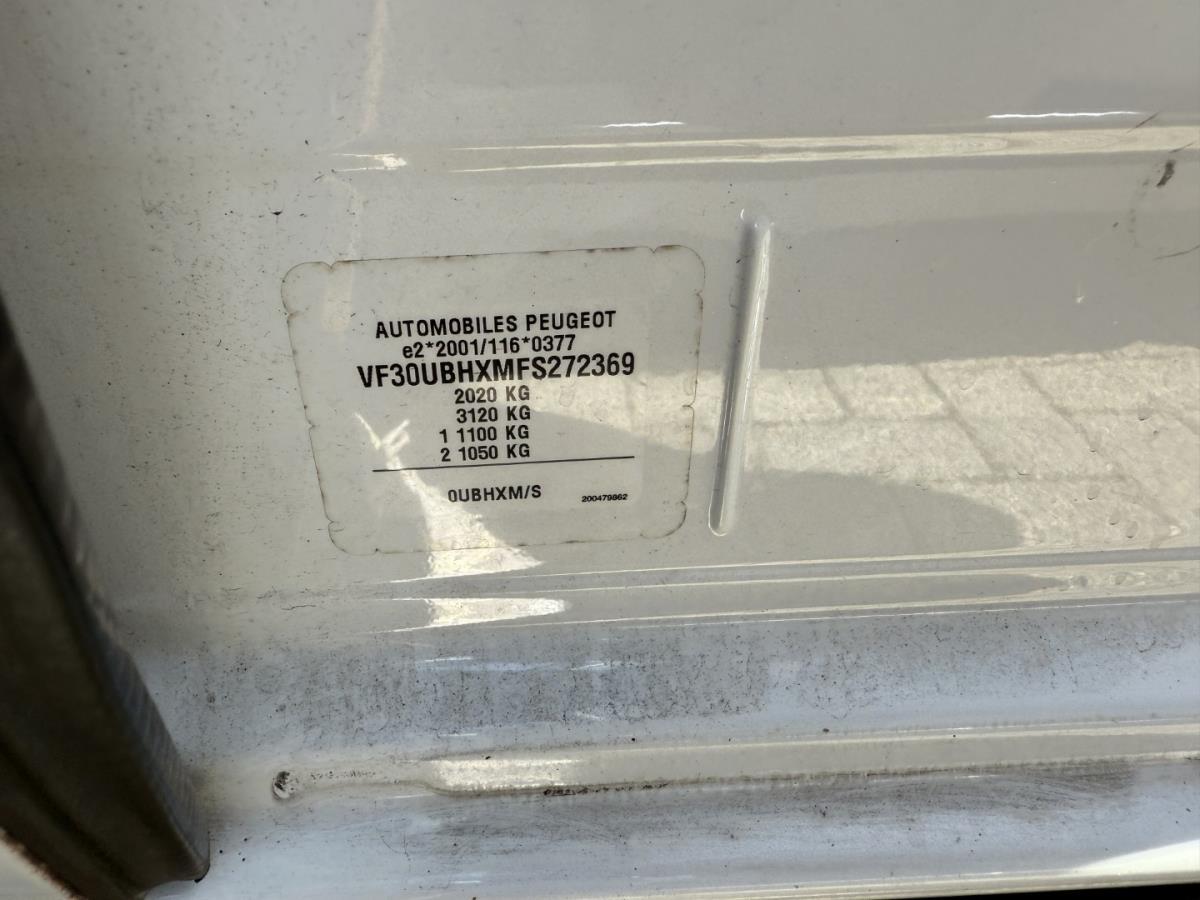 AUTOMOBILES PEUGEOT
e2*2001/116*0377
VF30UBHXMFS272369
2020 KG
3120 KG
1 1100 KG
2 1050 KG
0UBHXM/S 200479862